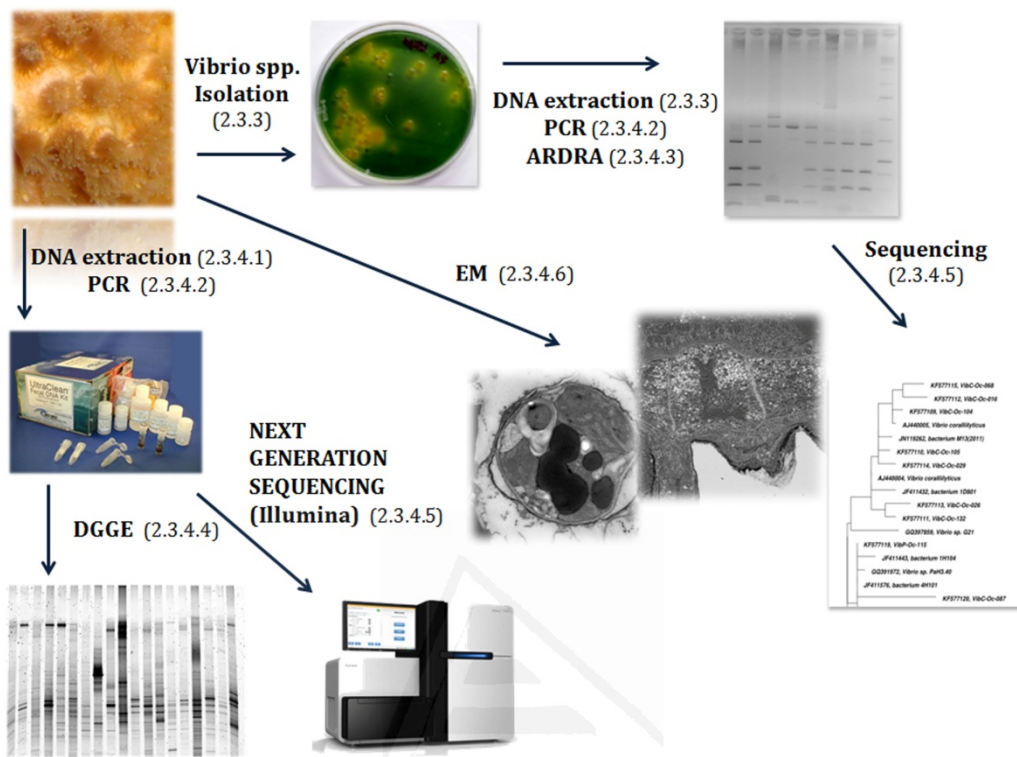 Vibrio spp.
Isolation
(2.3.3)
DNA extraction (2.3.3)
PCR (2.3.4.2)
ARDRA (2.3.4.3)
DNA extraction (2.3.4.1)
PCR (2.3.4.2)
EM (2.3.4.6)
Sequencing
(2.3.4.5)
UltraClean
Fecal DNA Kit
NEXT
GENERATION
SEQUENCING
(Illumina) (2.3.4.5)
DGGE (2.3.4.4)
KF577115, VibC-Oc-068
KF577112, VibC-Oc-016
KF577109, VibC-Oc-104
AJ440005, Vibrio coralliilyticus
JN119262, bacterium M13(2011)
KF577110, VibC-Oc-105
KF577114, VibC-Oc-029
AJ440004, Vibrio coralliilyticus
JF411432, bacterium 1D801
KF577113, VibC-Oc-026
KF577111, VibC-Oc-132
GQ397859, Vibrio sp. G21
KF577119, VibP-Oc-115
JF411443, bacterium 1H104
GQ391972, Vibrio sp. PaH3.40
JF411576, bacterium 4H101
KF577120, VibC-Oc-087